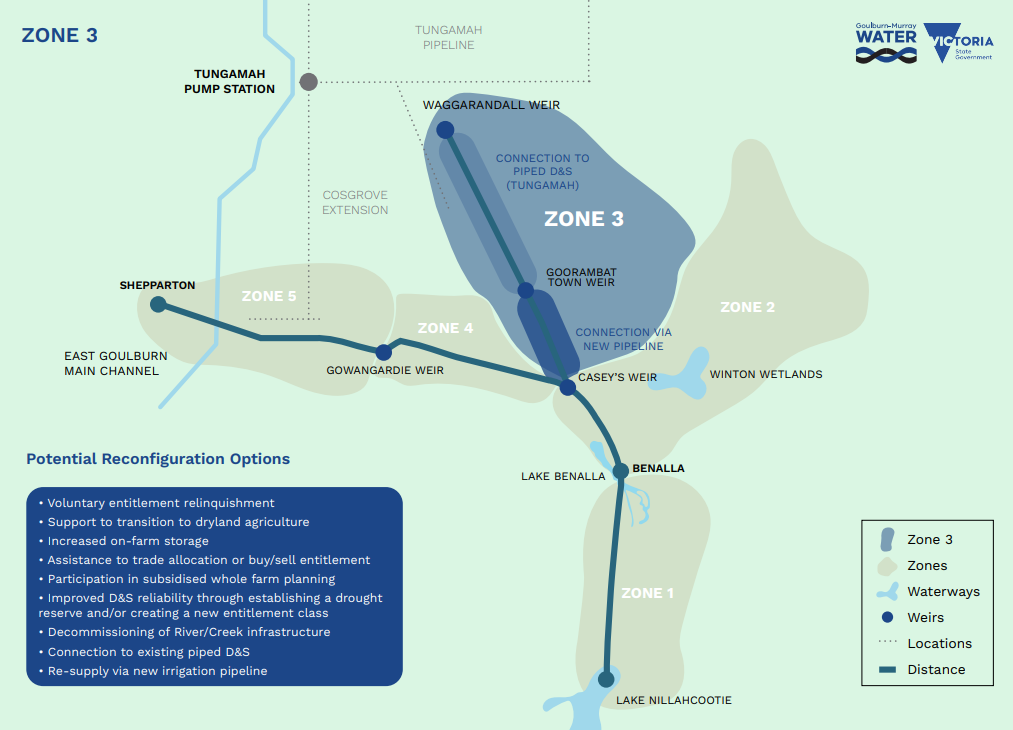 ZONE 3
TUNGAMAH
PIPELINE
Goulburn-Murray
WATER
VICTORIA
State
Government
TUNGAMAH
PUMP STATION
WAGGARANDALL WEIR
CONNECTION TO
PIPED D&S
(TUNGAMAH)
COSGROVE
EXTENSION
ZONE 3
GOORAMBAT
TOWN WEIR
SHEPPARTON
ZONE 5
ZONE 4
ZONE 2
CONNECTION VIA
NEW PIPELINE
EAST GOULBURN
MAIN CHANNEL
GOWANGARDIE WEIR
CASEY'S WEIR
WINTON WETLANDS
LAKE BENALLA
BENALLA
Potential Reconfiguration Options
• Voluntary entitlement relinquishment
• Support to transition to dryland agriculture
• Increased on-farm storage
• Assistance to trade allocation or buy/sell entitlement
• Participation in subsidised whole farm planning
• Improved D&S reliability through establishing a drought
reserve and/or creating a new entitlement class
• Decommissioning of River/Creek infrastructure
• Connection to existing piped D&S
• Re-supply via new irrigation pipeline
ZONE 1
LAKE NILLAHCOOTIE
Zone 3
Zones
Waterways
Weirs
Locations
Distance